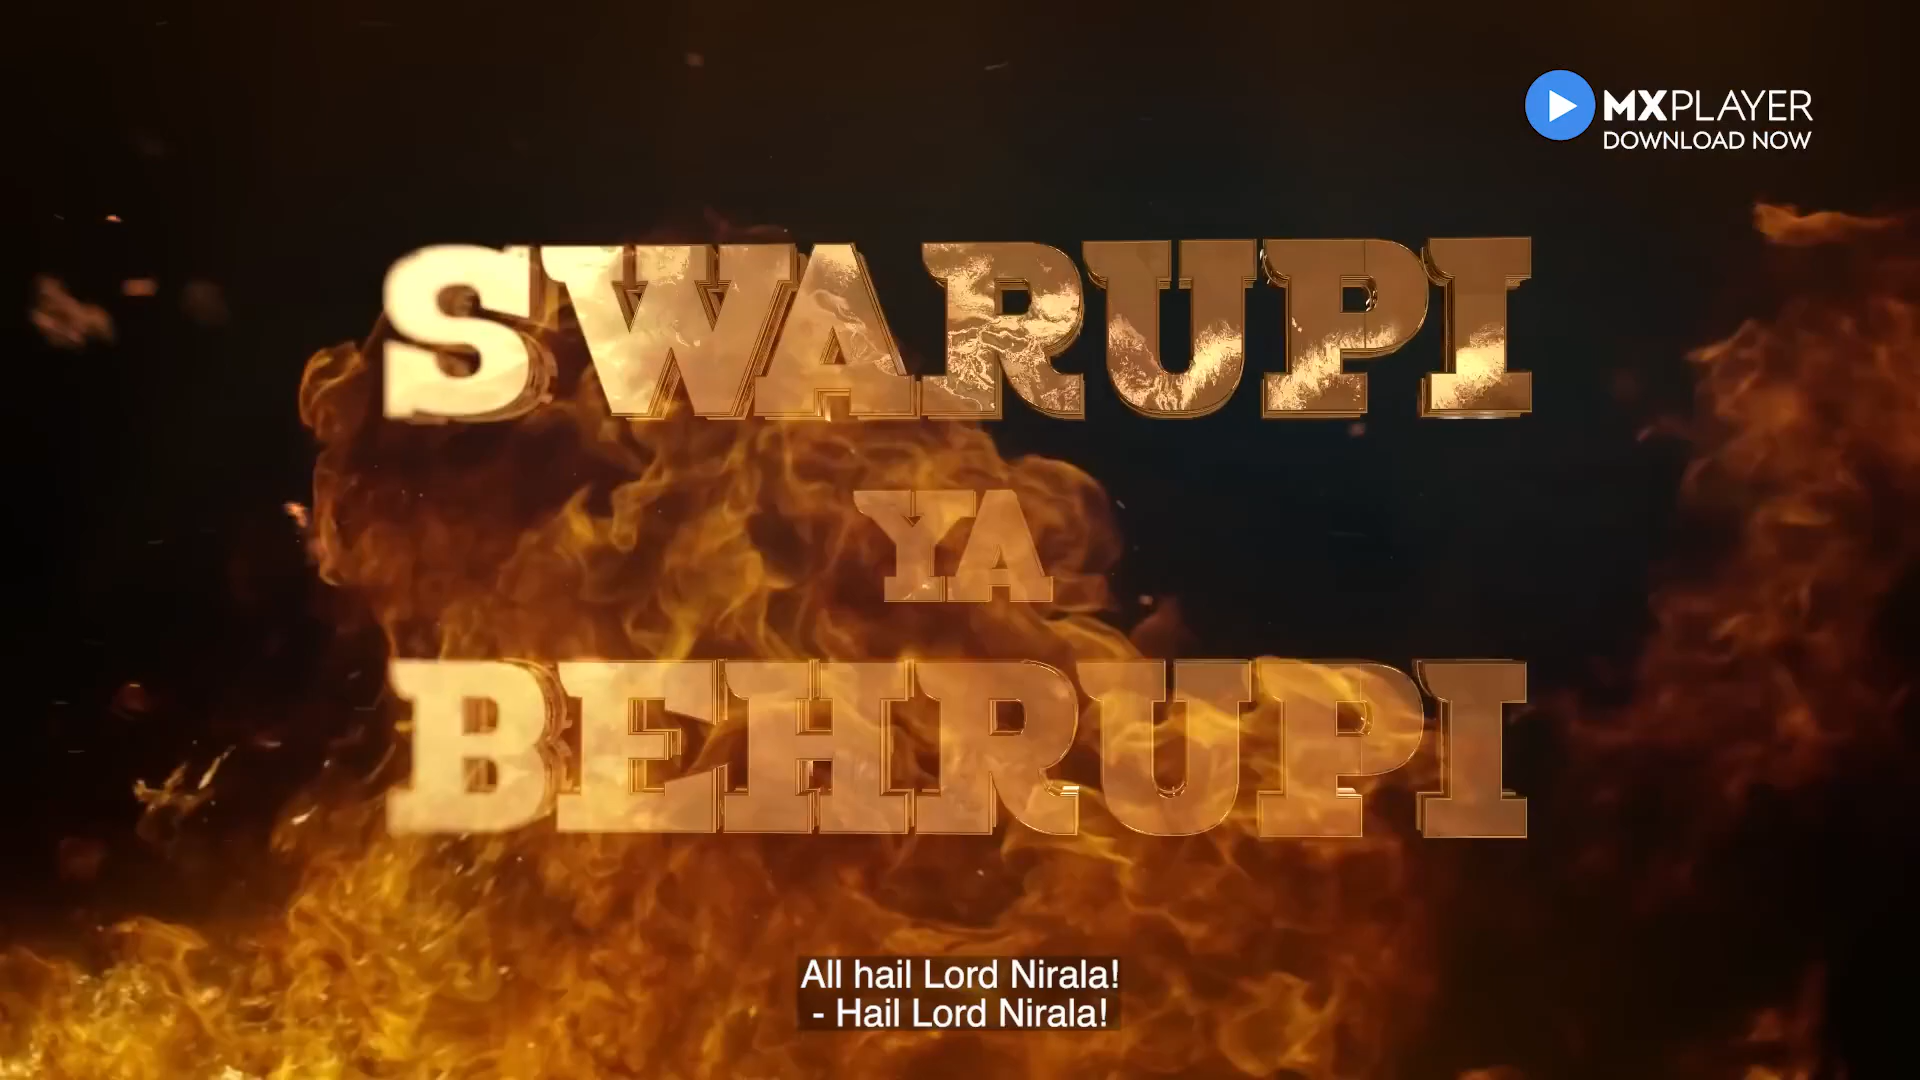 MXPLAYER
DOWNLOAD NOW
SWARUPI
YA
BEHRUPI
All hail Lord Nirala!
- Hail Lord Nirala!